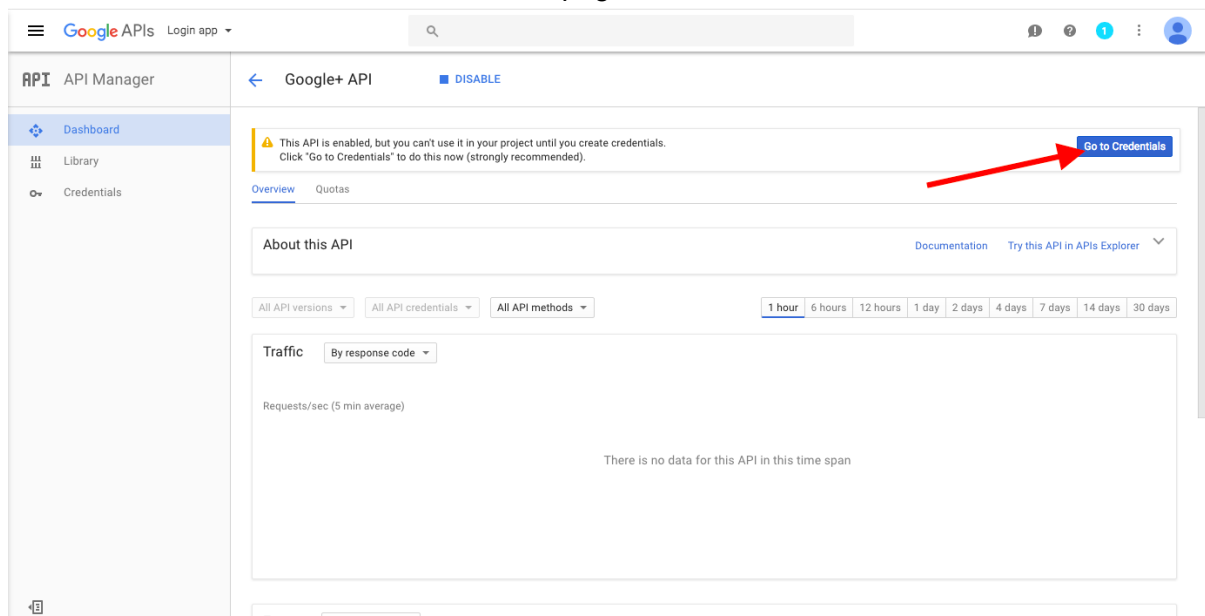 Google APIs Login app
1
API API Manager
Google+ API
DISABLE
Dashboard
Library
Credentials
This API is enabled, but you can't use it in your project until you create credentials.
Click "Go to Credentials" to do this now (strongly recommended).
Go to Credentials
Overview Quotas
About this API
Documentation Try this API in APIs Explorer
All API versions All API credentials All API methods
1 hour 6 hours 12 hours 1 day 2 days 4 days 7 days 14 days 30 days
Traffic By response code
Requests/sec (5 min average)
There is no data for this API in this time span